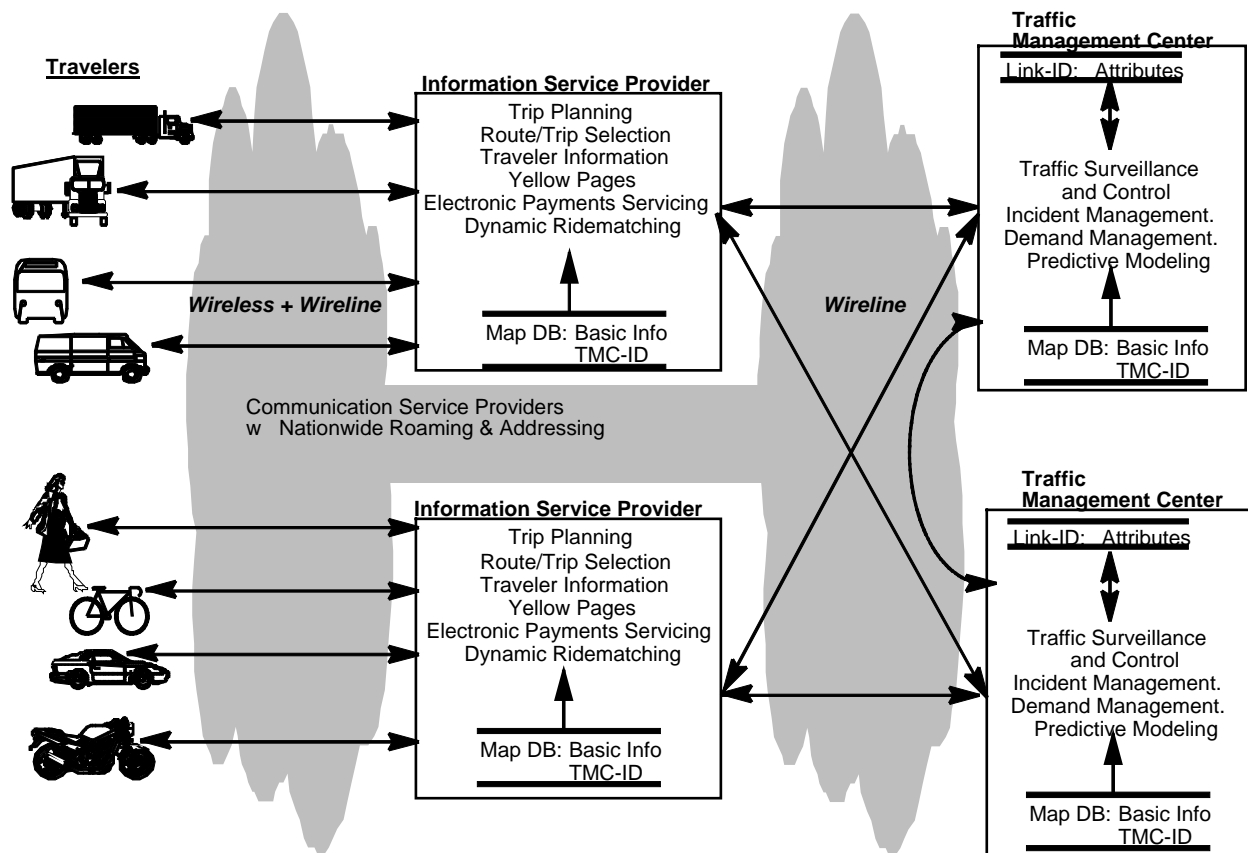 Travelers
Information Service Provider
Trip Planning
Route/Trip Selection
Traveler Information
Yellow Pages
Electronic Payments Servicing
Dynamic Ridematching
Map DB: Basic Info
TMC-ID
Wireless + Wireline
Wireline
Traffic
Management Center
Link-ID: Attributes
Traffic Surveillance
and Control
Incident Management.
Demand Management.
Predictive Modeling
Map DB: Basic Info
TMC-ID
Communication Service Providers
w Nationwide Roaming & Addressing
Information Service Provider
Trip Planning
Route/Trip Selection
Traveler Information
Yellow Pages
Electronic Payments Servicing
Dynamic Ridematching
Map DB: Basic Info
TMC-ID
Traffic
Management Center
Link-ID: Attributes
Traffic Surveillance
and Control
Incident Management.
Demand Management.
Predictive Modeling
Map DB: Basic Info
TMC-ID